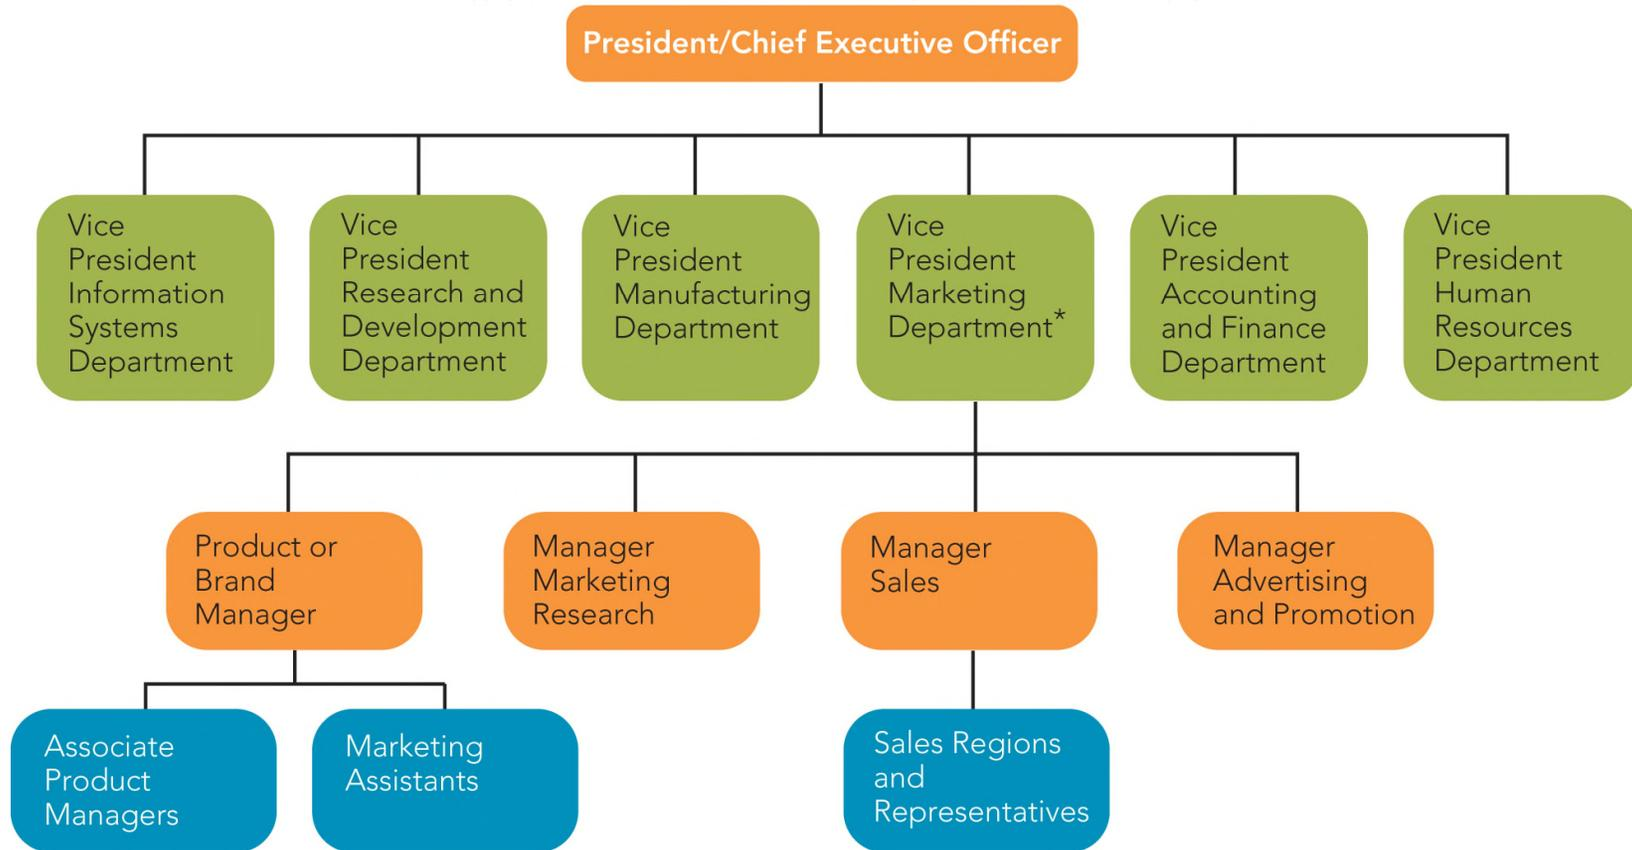 President/Chief Executive Officer
Vice
President
Information
Systems
Department
Vice
President
Research and
Development
Department
Vice
President
Manufacturing
Department
Vice
President
Marketing
Department*
Vice
President
Accounting
and Finance
Department
Vice
President
Human
Resources
Department
Product or
Brand
Manager
Manager
Marketing
Research
Manager
Sales
Manager
Advertising
and Promotion
Associate
Product
Managers
Marketing
Assistants
Sales Regions
and
Representatives